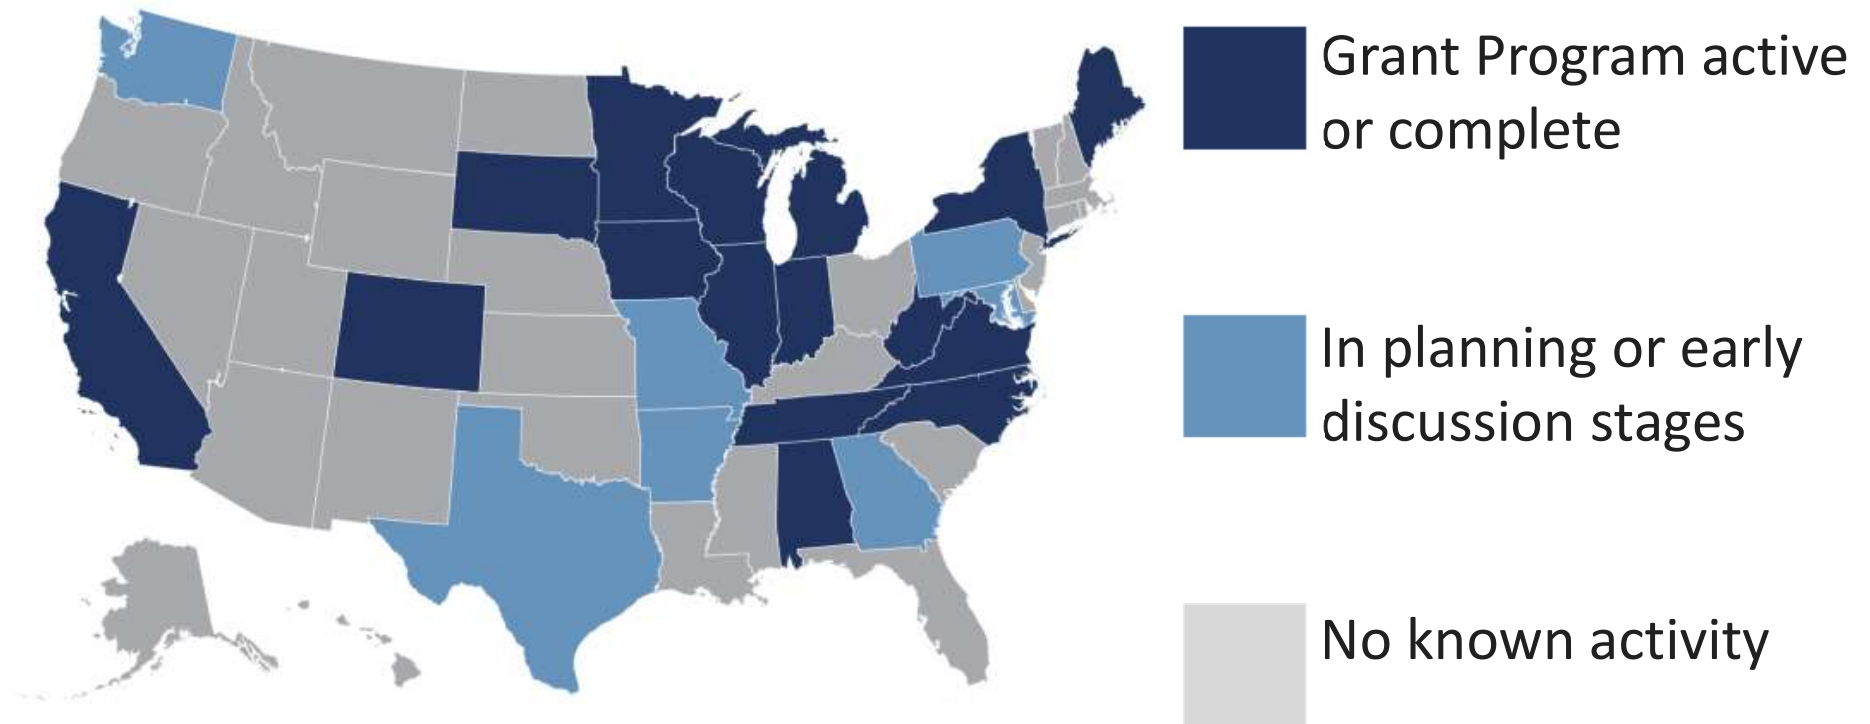 Grant Program active
or complete
In planning or early
discussion stages
No known activity